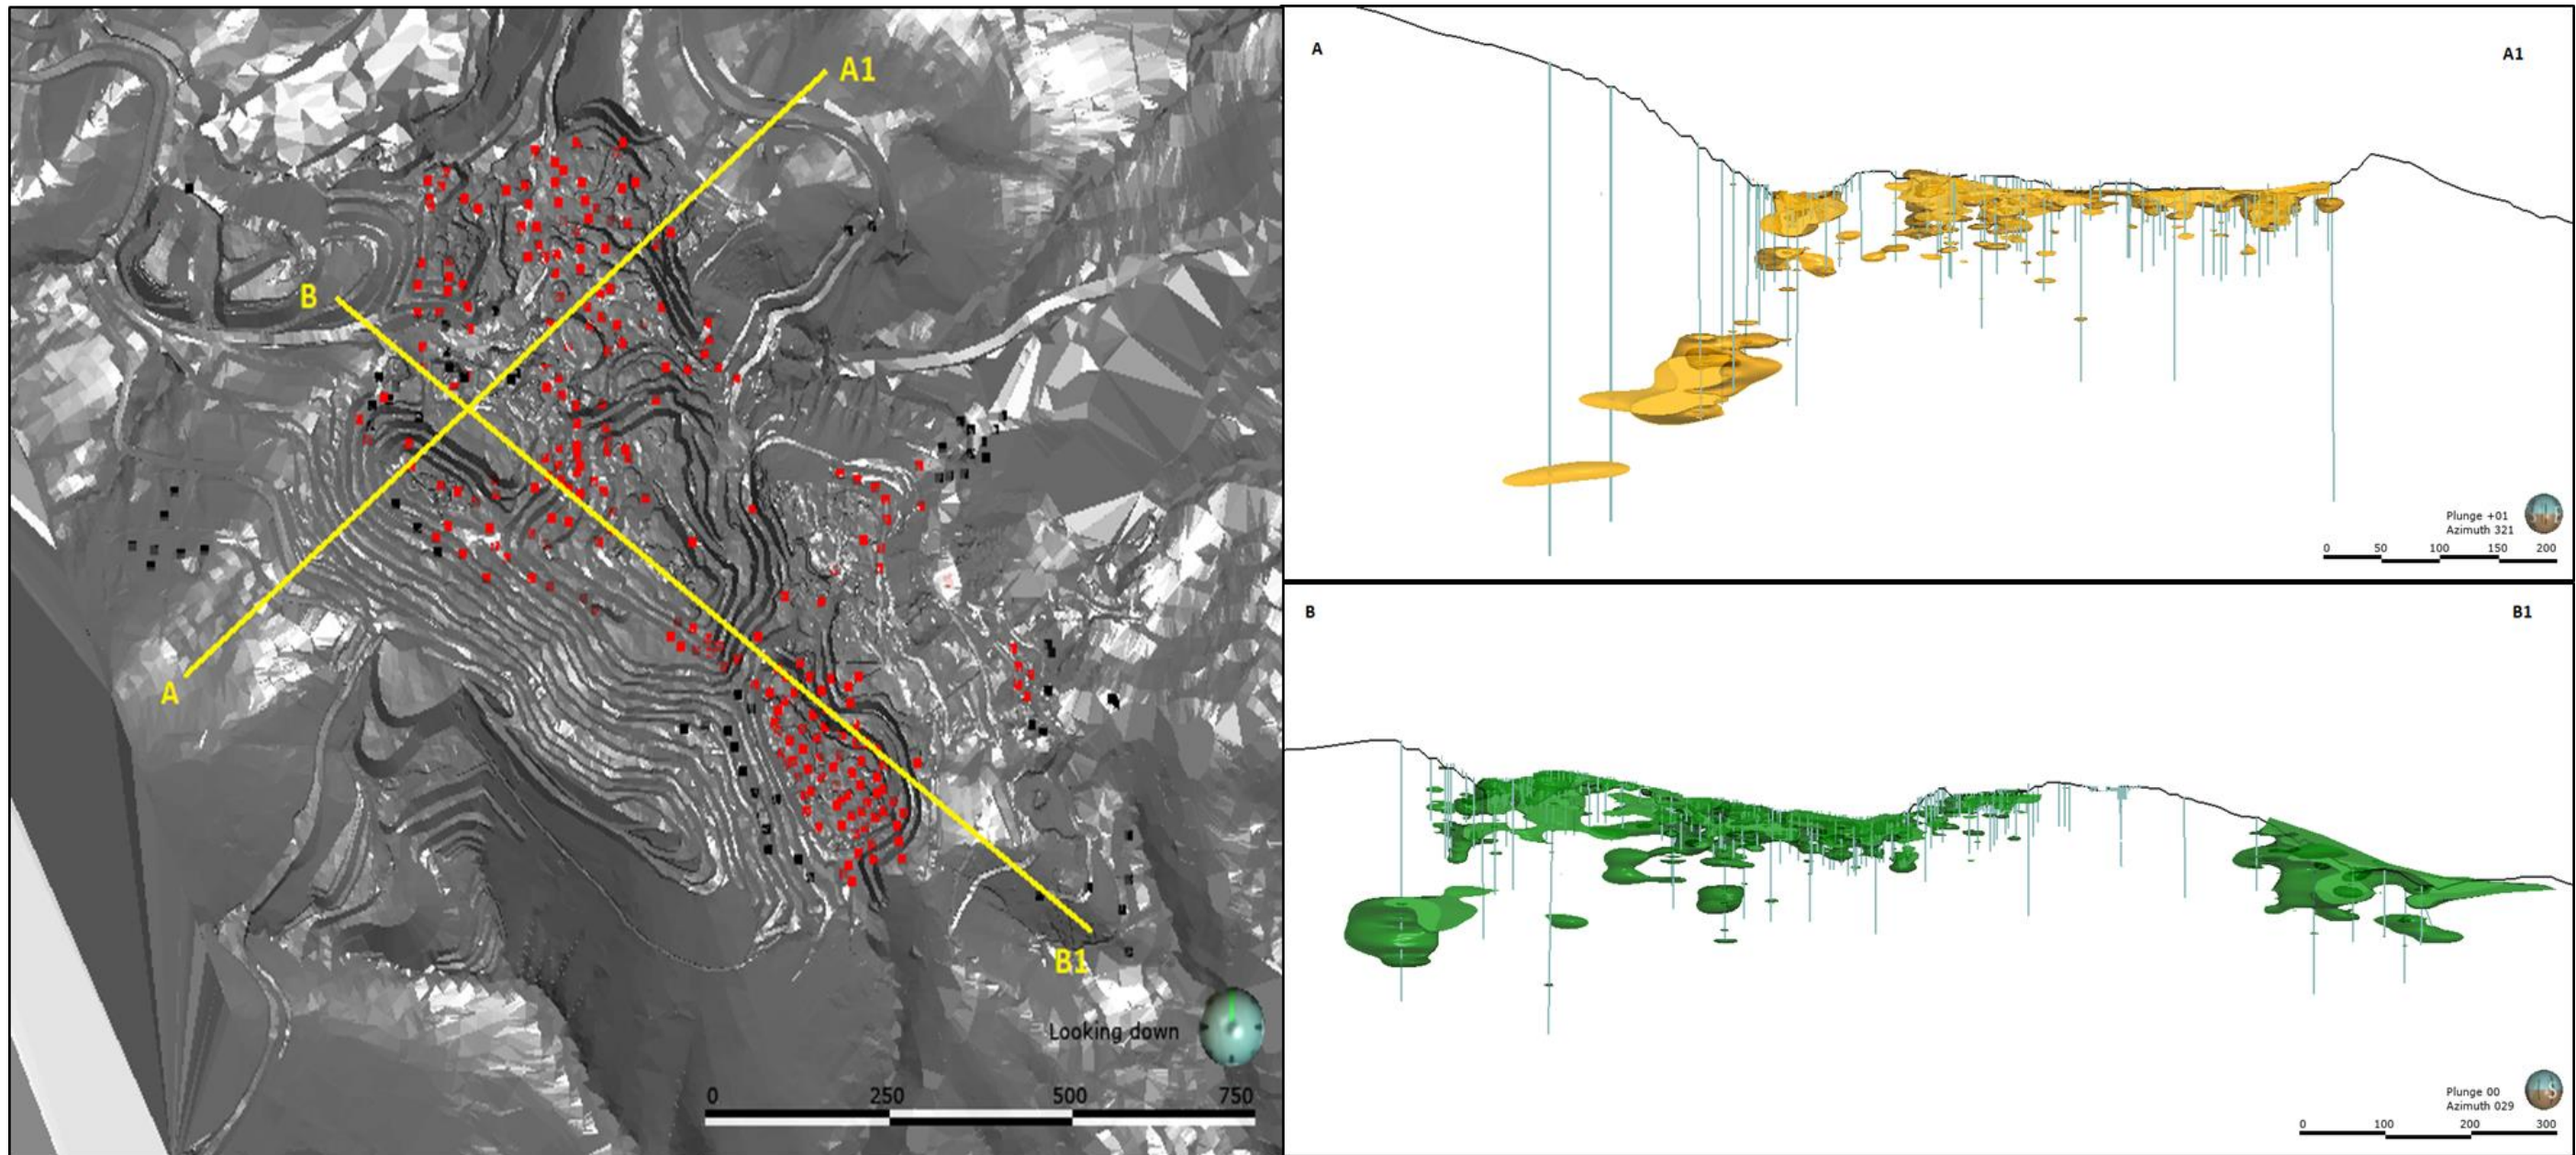 A1
B
A
B1
Looking down
0 250 500 750
A A1
Plunge +01
Azimuth 321
0 50 100 150 200
B B1
Plunge 00
Azimuth 029
0 100 200 300